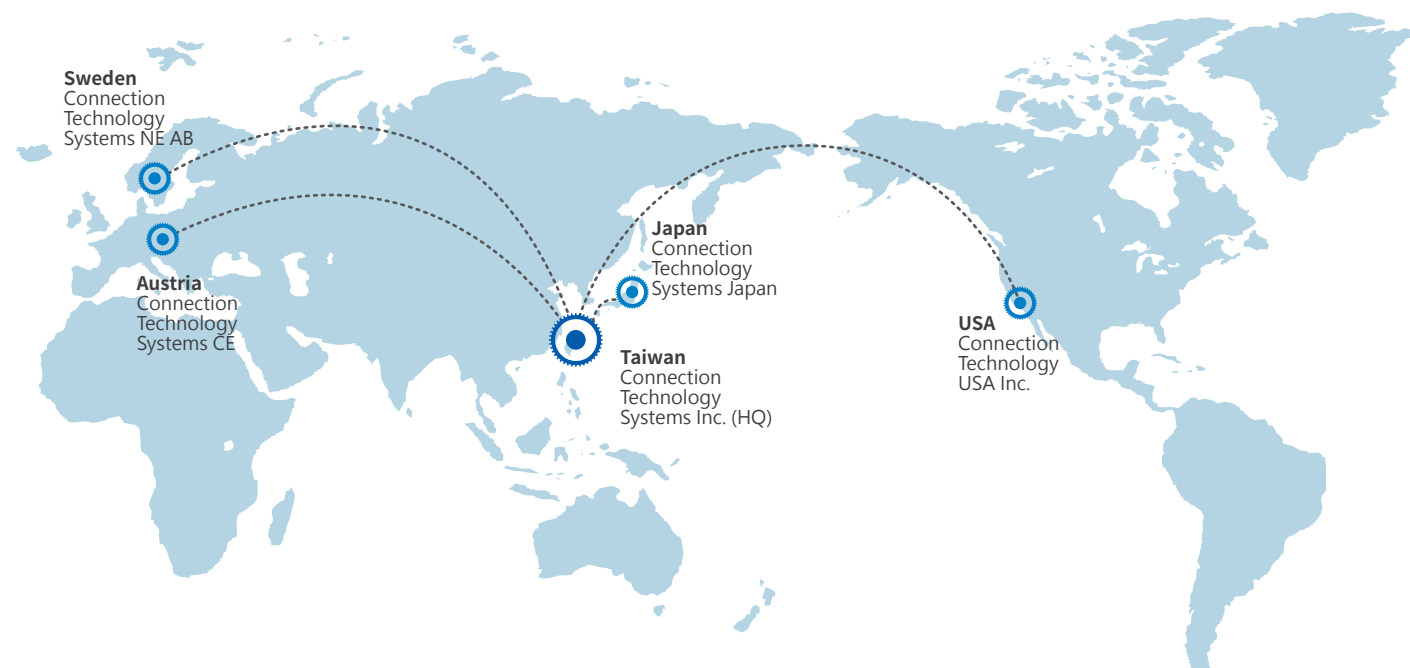 Sweden
Connection
Technology
Systems NE AB
Austria
Connection
Technology
Systems CE
Japan
Connection
Technology
Systems Japan
Taiwan
Connection
Technology
Systems Inc. (HQ)
USA
Connection
Technology
USA Inc.